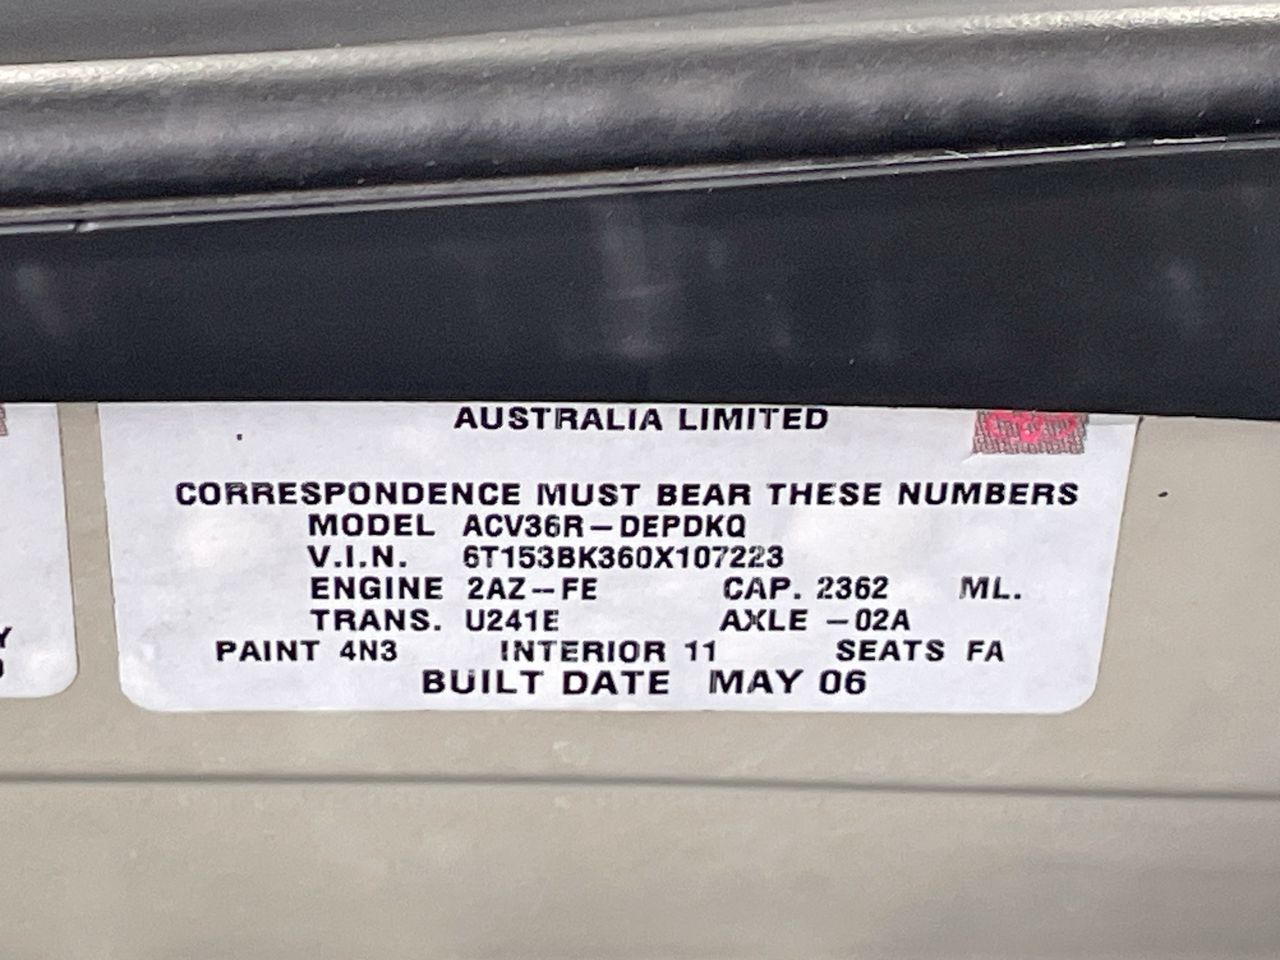 AUSTRALIA LIMITED
CORRESPONDENCE MUST BEAR THESE NUMBERS
MODEL ACV36R-DEPDKQ
V.I.N. 6T153BK360X107223
ENGINE 2AZ-FE CAP. 2362 ML.
TRANS. U241E AXLE -02A
PAINT 4N3 INTERIOR 11 SEATS FA
BUILT DATE MAY 06